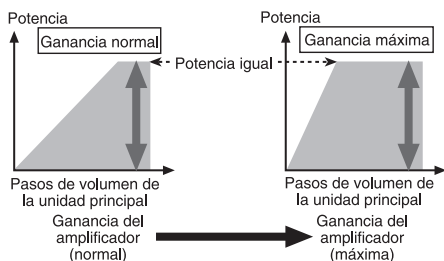 Potencia
Ganancia normal
Potencia igual
Pasos de volumen de
la unidad principal
Ganancia del
amplificador
(normal)
Potencia
Ganancia máxima
Pasos de volumen de
la unidad principal
Ganancia del
amplificador
(máxima)